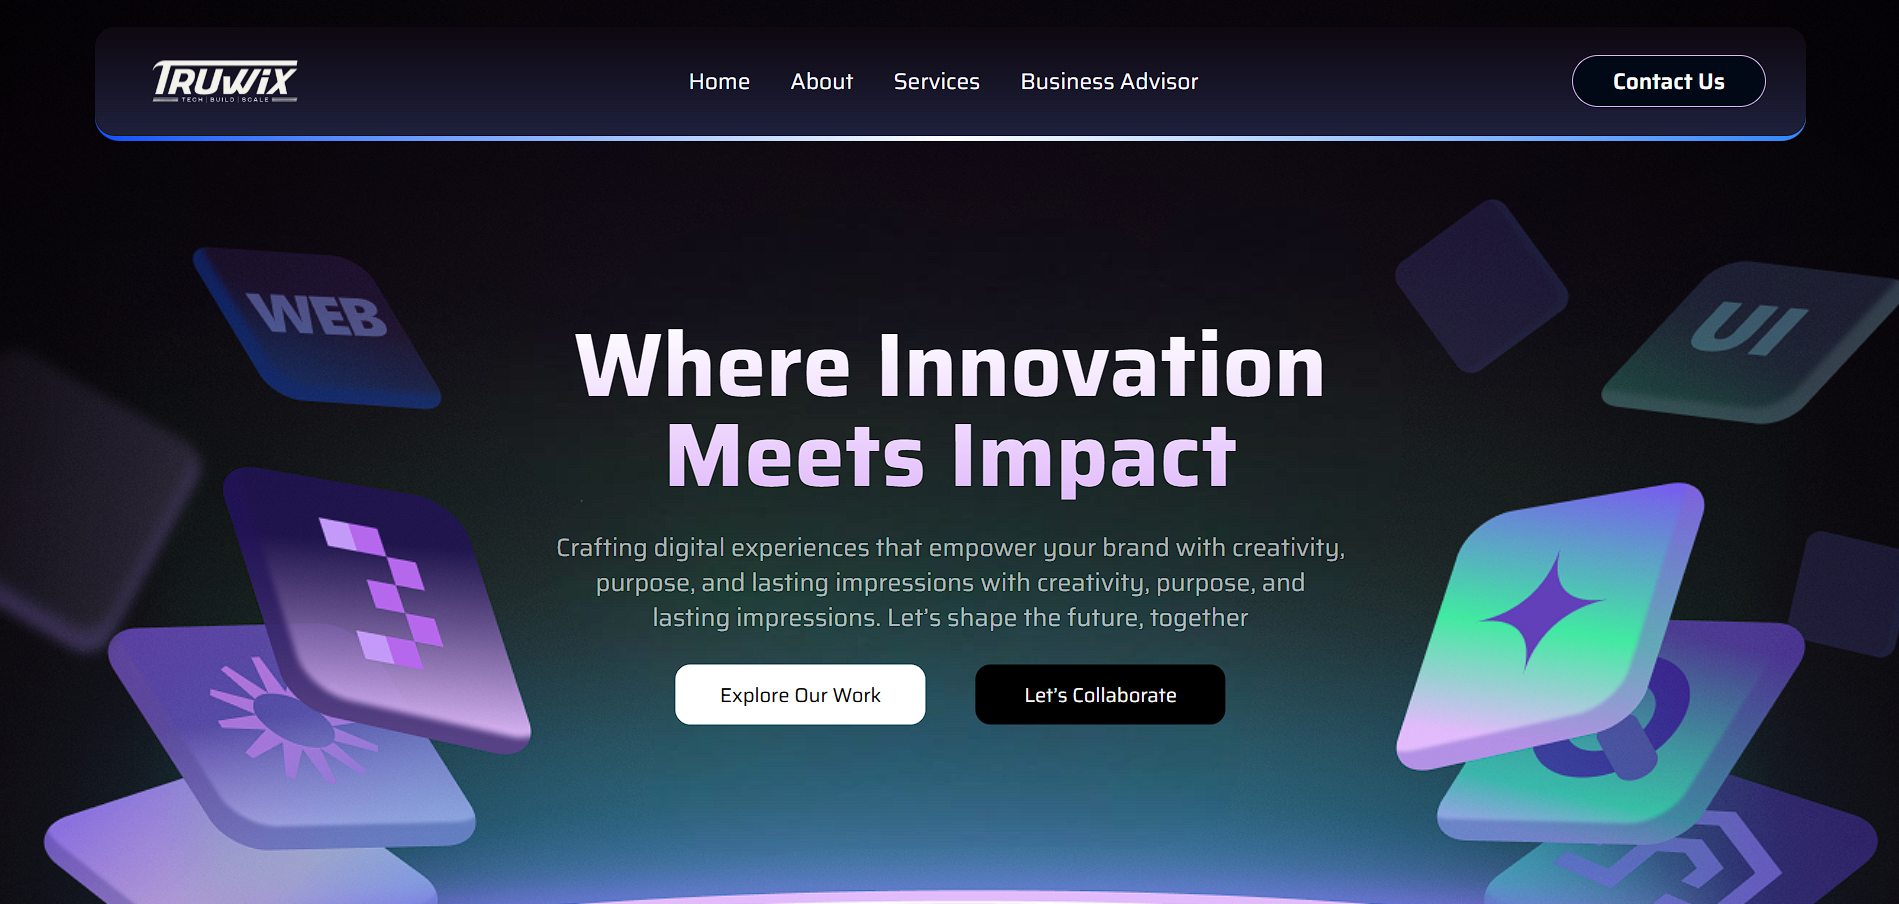 TRUWiX
TECH | BUILD | SCALE
Home
About
Services
Business Advisor
Contact Us
WEB
UI
Where Innovation
Meets Impact
Crafting digital experiences that empower your brand with creativity,
purpose, and lasting impressions with creativity, purpose, and
lasting impressions. Let’s shape the future, together
Explore Our Work
Let’s Collaborate